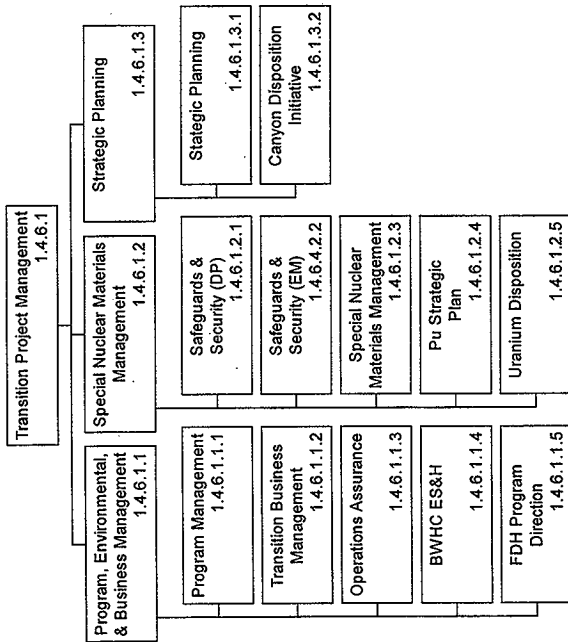 Transition Project Management
1.4.6.1
Program, Environmental,
& Business Management
1.4.6.1.1
Program Management
1.4.6.1.1.1
Transition Business
Management
1.4.6.1.1.2
Operations Assurance
1.4.6.1.1.3
BWHC ES&H
1.4.6.1.1.4
FDH Program
Direction
1.4.6.1.1.5
Special Nuclear Materials
Management
1.4.6.1.2
Safeguards &
Security (DP)
1.4.6.1.2.1
Safeguards &
Security (EM)
1.4.6.4.2.2
Special Nuclear
Materials Management
1.4.6.1.2.3
Pu Strategic
Plan
1.4.6.1.2.4
Uranium Disposition
1.4.6.1.2.5
Strategic Planning
1.4.6.1.3
Stategic Planning
1.4.6.1.3.1
Canyon Disposition
Initiative
1.4.6.1.3.2